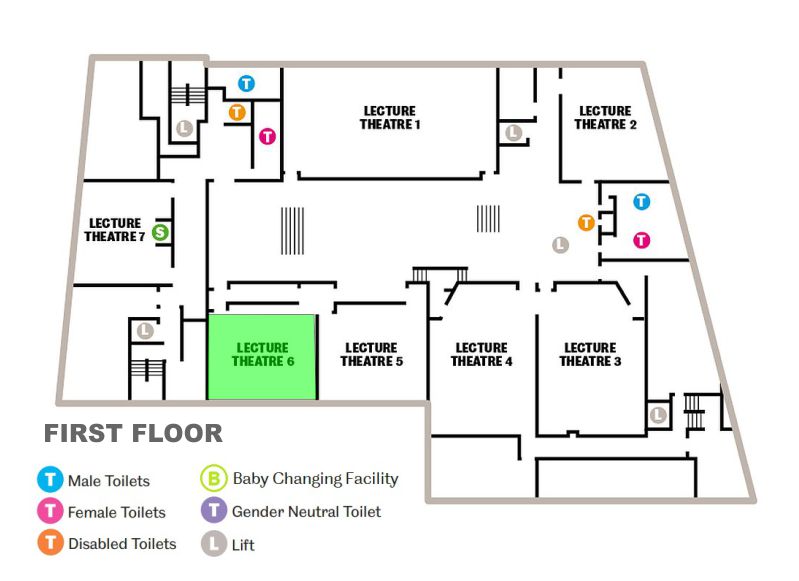 T
T
T
L
LECTURE
THEATRE 1
L
LECTURE
THEATRE 2
LECTURE
THEATRE 7
S
T
T
T
L
L
LECTURE
THEATRE 6
LECTURE
THEATRE 5
LECTURE
THEATRE 4
LECTURE
THEATRE 3
L
FIRST FLOOR
T Male Toilets
B Baby Changing Facility
T Female Toilets
T Gender Neutral Toilet
T Disabled Toilets
L Lift